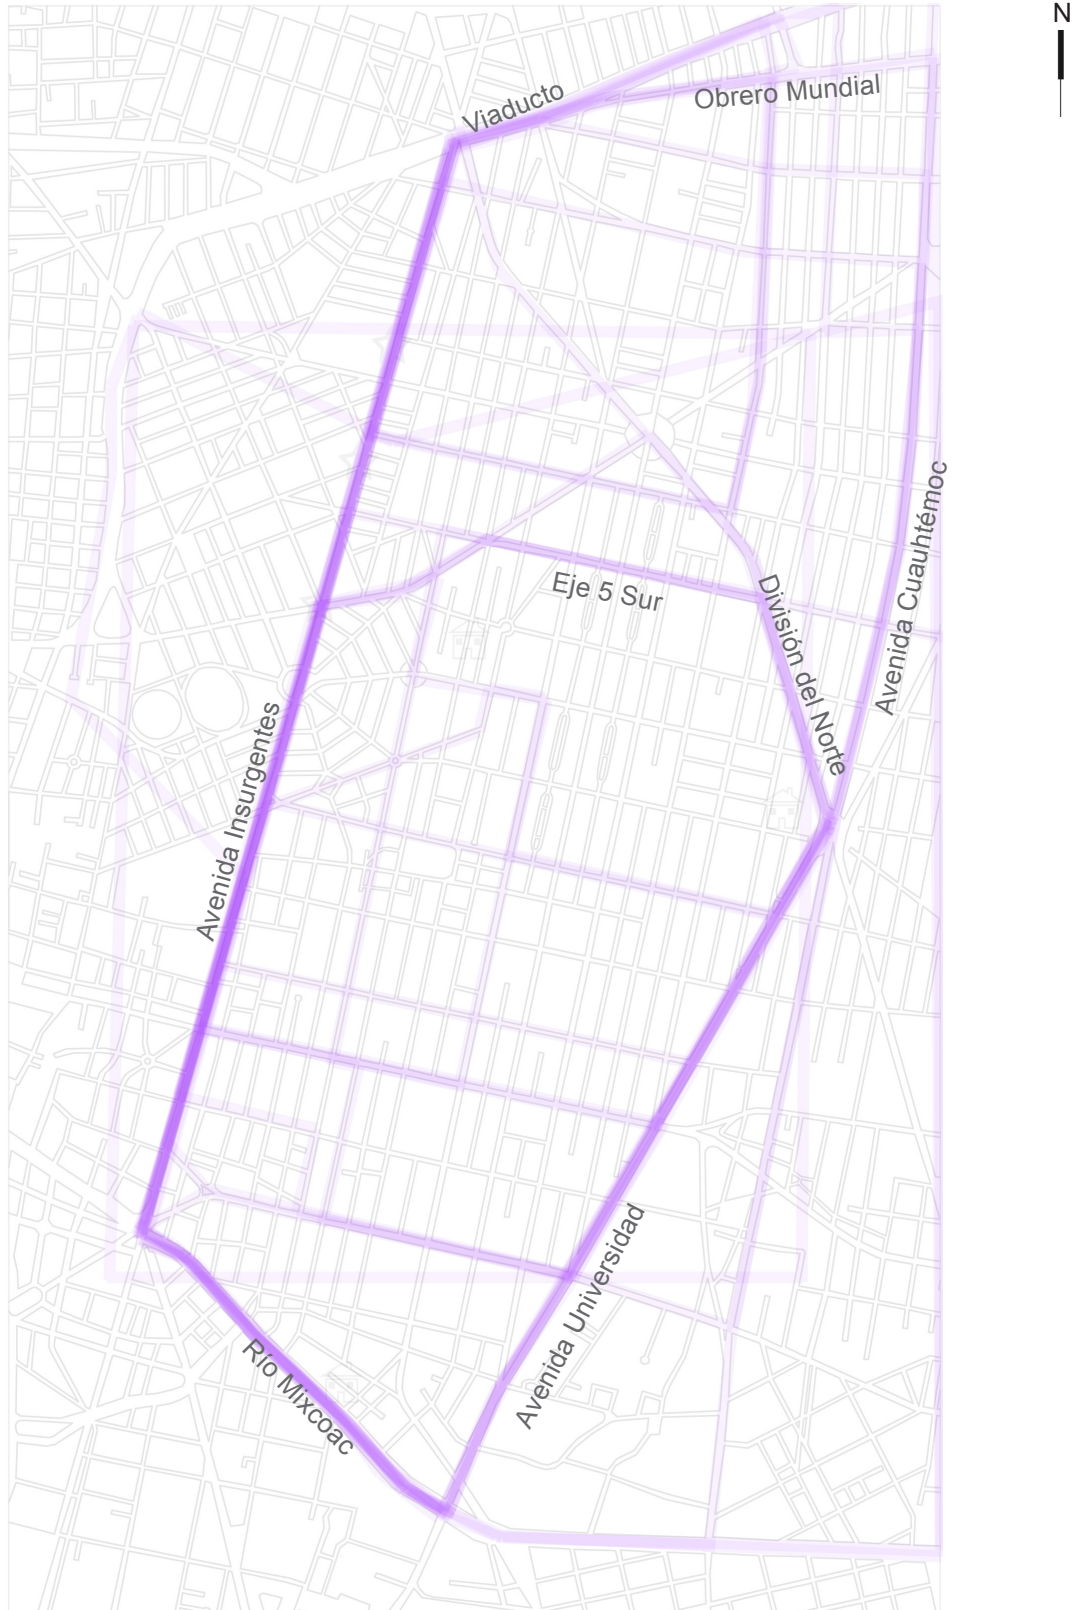 N
Viaducto
Obrero Mundial
Avenida Cuauhtémoc
Eje 5 Sur
División del Norte
Avenida Insurgentes
Avenida Universidad
Río Mixcoac